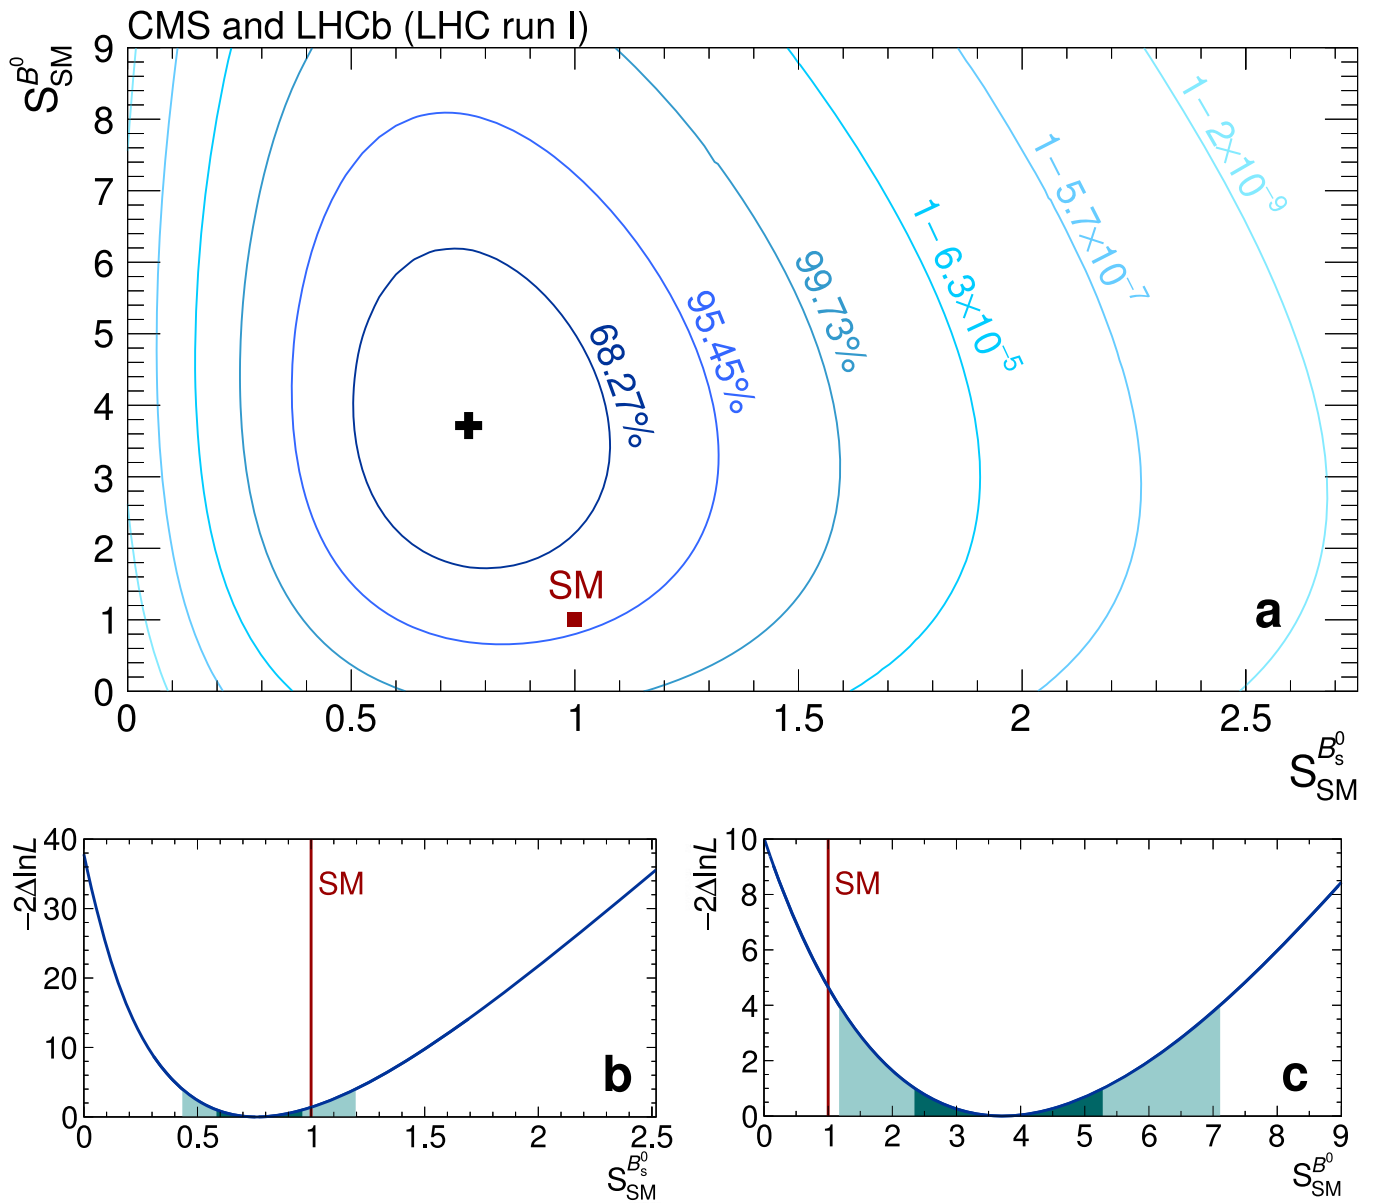 CMS and LHCb (LHC run I)
S_SM^{B^0}
9
8
7
6
5
4
3
2
1
0
68.27%
95.45%
99.73%
1−6.3×10^{−5}
1−5.7×10^{−7}
1−2×10^{−9}
SM
a
0 0.5 1 1.5 2 2.5
S_SM^{B_s^0}
−2ΔlnL
40
30
20
10
0
SM
b
0 0.5 1 1.5 2 2.5
S_SM^{B_s^0}
−2ΔlnL
10
8
6
4
2
0
SM
c
0 1 2 3 4 5 6 7 8 9
S_SM^{B^0}